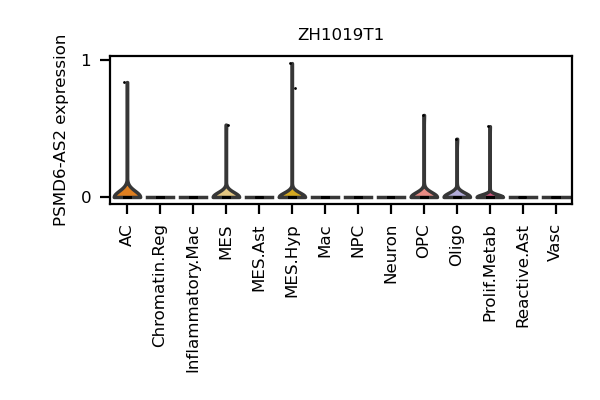 ZH1019T1
PSMD6-AS2 expression
1
0
AC
Chromatin.Reg
Inflammatory.Mac
MES
MES.Ast
MES.Hyp
Mac
NPC
Neuron
OPC
Oligo
Prolif.Metab
Reactive.Ast
Vasc